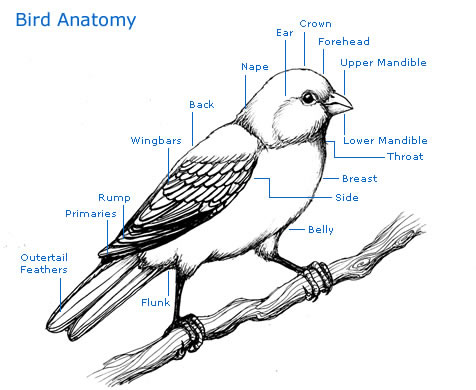 Bird Anatomy
Crown
Ear
Forehead
Nape
Upper Mandible
Back
Wingbars
Lower Mandible
Throat
Breast
Rump
Side
Primaries
Belly
Outertail
Feathers
Flunk